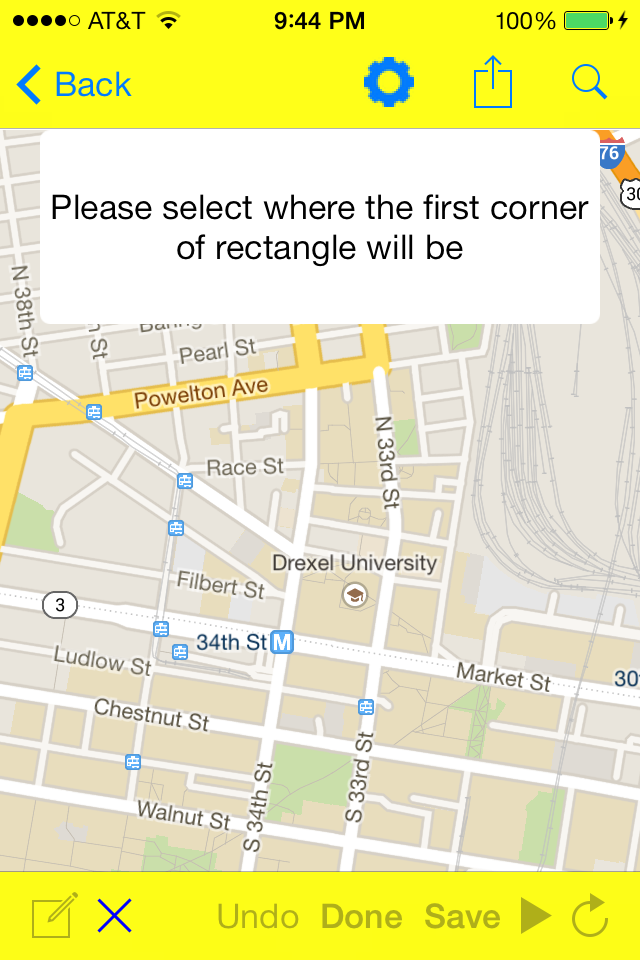 AT&T 9:44 PM 100%
Back
76
30
Please select where the first corner
of rectangle will be
N 38th St
Pearl St
Powelton Ave
N 33rd St
Race St
Drexel University
Filbert St
3
34th St M
Ludlow St
Market St
30
Chestnut St
S 33rd St
S 34th St
Walnut St
Undo Done Save